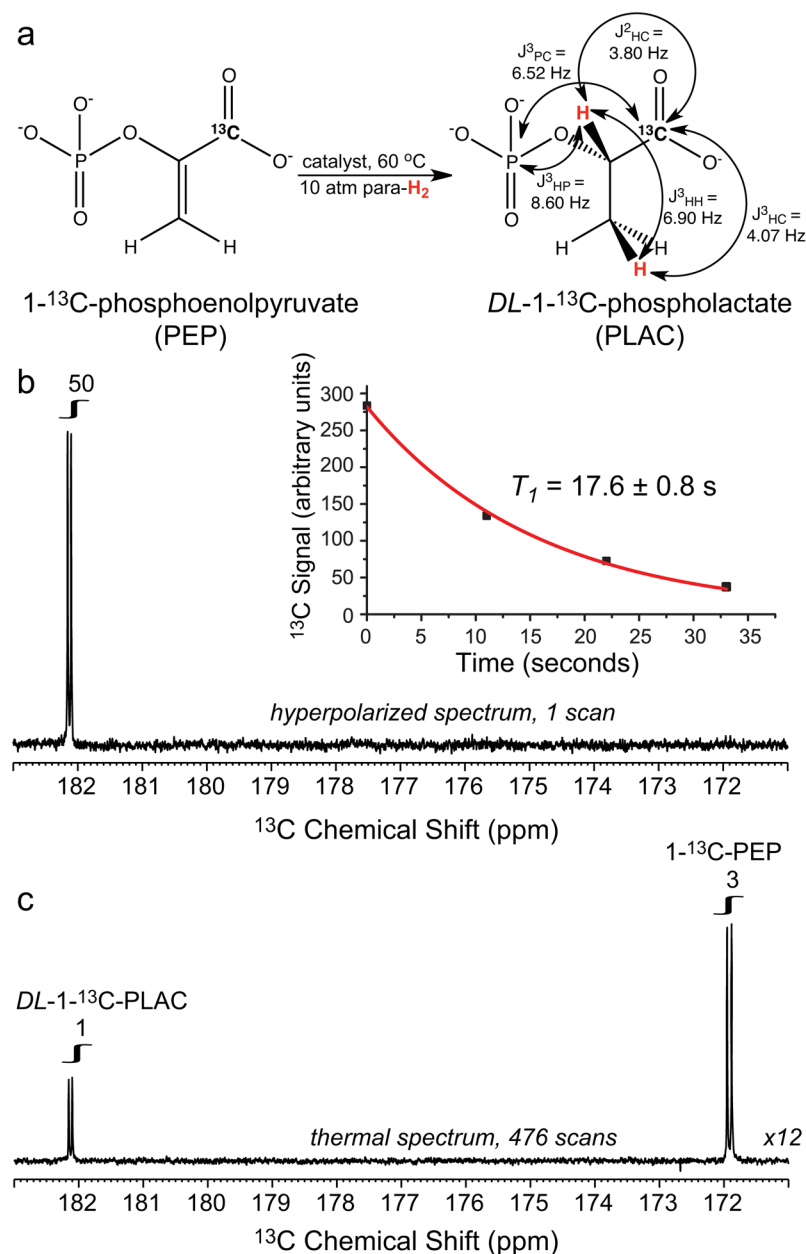 a
J³PC =
6.52 Hz
J²HC =
3.80 Hz
O⁻
⁻O
P
O
O
¹³C
O
O⁻
H
H
catalyst, 60 °C
10 atm para-H₂
O⁻
⁻O
P
O
O
H
¹³C
O
O⁻
H
H
H
J³HP =
8.60 Hz
J³HH =
6.90 Hz
J³HC =
4.07 Hz
1-¹³C-phosphoenolpyruvate
(PEP)
DL-1-¹³C-phospholactate
(PLAC)
b
50
¹³C Signal (arbitrary units)
300
250
200
150
100
50
0
T₁ = 17.6 ± 0.8 s
0 5 10 15 20 25 30 35
Time (seconds)
hyperpolarized spectrum, 1 scan
182 181 180 179 178 177 176 175 174 173 172
¹³C Chemical Shift (ppm)
1-¹³C-PEP
3
c
DL-1-¹³C-PLAC
1
thermal spectrum, 476 scans
x12
182 181 180 179 178 177 176 175 174 173 172
¹³C Chemical Shift (ppm)